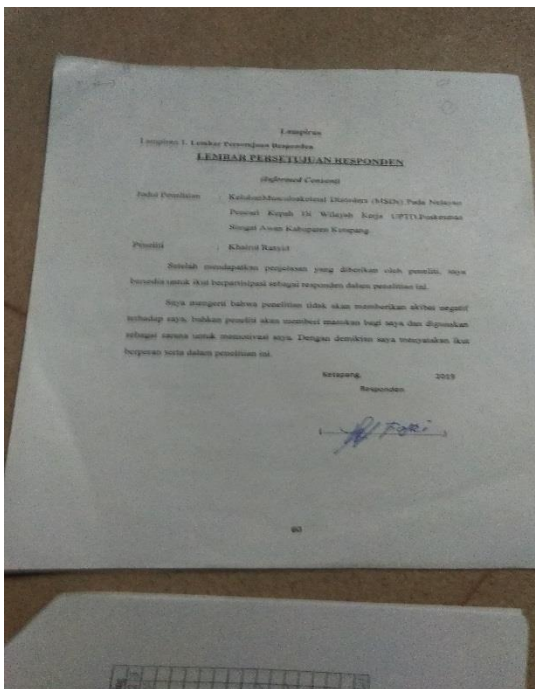 Lampiran
Lampiran 1. Lembar Persetujuan Responden
LEMBAR PERSETUJUAN RESPONDEN
(Informed Consent)
Judul Penelitian : Keluhan Musculoskeletal Disorders (MSDs) Pada Nelayan
Pencari Kepah Di Wilayah Kerja UPTD.Puskesmas
Sungai Awan Kabupaten Ketapang
Peneliti : Khairul Rasyid
Setelah mendapatkan penjelasan yang diberikan oleh peneliti, saya
bersedia untuk ikut berpartisipasi sebagai responden dalam penelitian ini.
Saya mengerti bahwa penelitian tidak akan memberikan akibat negatif
terhadap saya, bahkan peneliti akan memberi masukan bagi saya dan digunakan
sebagai sarana untuk memotivasi saya. Dengan demikian saya menyatakan ikut
berperan serta dalam penelitian ini.
Ketapang, 2019
Responden